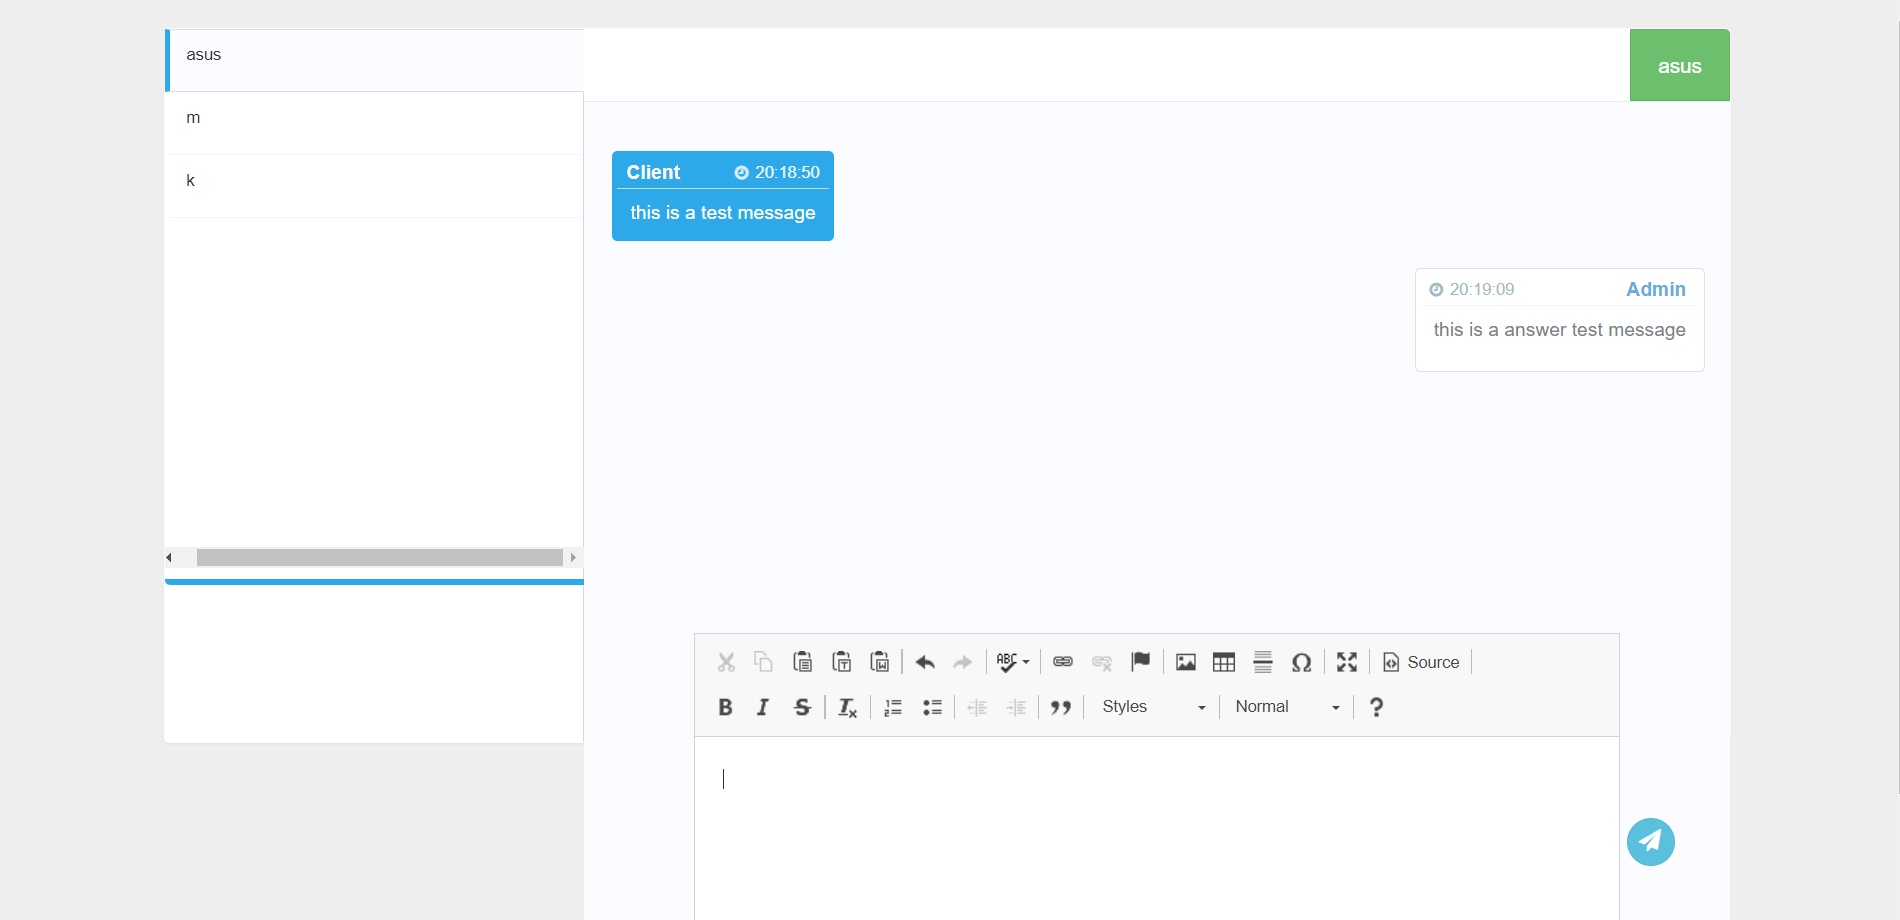 asus
m
k
asus
Client 20:18:50
this is a test message
20:19:09 Admin
this is a answer test message
ABC Source
Styles Normal ?